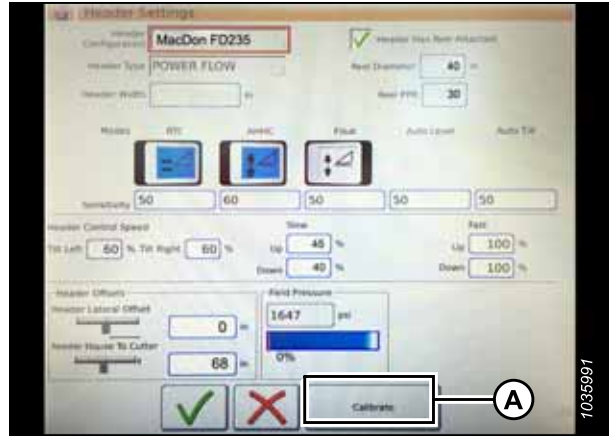 Header Settings
Header Configuration MacDon FD235 Header Has Reel Attached
Header Type POWER FLOW Reel Diameter 40 in
Header Width in Reel PPR 30
Modes RTC AHHC Float Auto Level Auto Tilt
Sensitivity 50 60 50 50 50
Header Control Speed Slow Fast
Tilt Left 60 % Tilt Right 60 % Up 45 % Up 100 %
Down 40 % Down 100 %
Header Offsets Field Pressure
Header Lateral Offset 1647 psi
0 in
Header House To Cutter 0%
68 in
Calibrate A
1035991